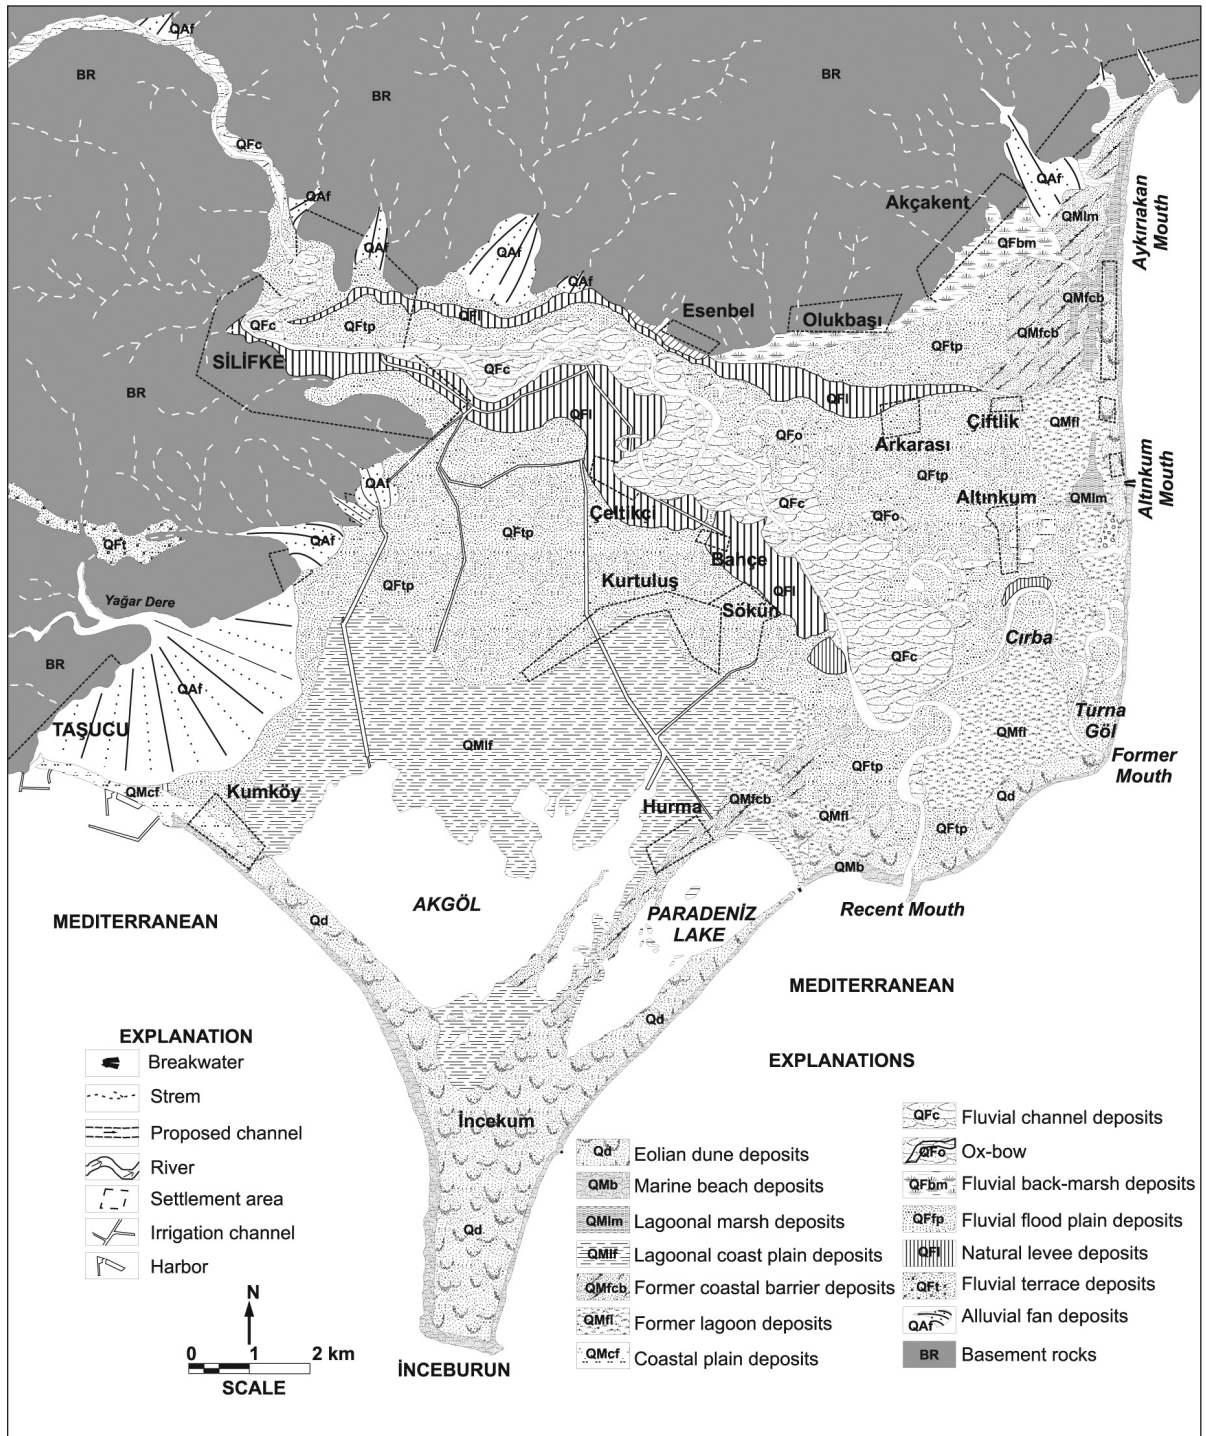 QAf
BR
BR
BR
QFc
QAf
QAf
Akçakent
QAf
QMlm
Aykırıakan
Mouth
QFbm
QAf
QAf
Esenbel
Olukbaşı
QMfcb
QMfcb
QFl
QFc
QFtp
QFtp
SİLİFKE
QFc
BR
QFl
QFl
Çiftlik
QMfl
QFo
Arkarası
Altınkum
Mouth
QFtp
QAf
Altınkum
QMlm
QFc
Çeltikçi
QFo
QFtp
QAf
QFt
Bahçe
QFtp
Kurtuluş
QFl
Yağar Dere
Sökün
Cırba
BR
QFc
QAf
Turna
Göl
TAŞUCU
QMfl
QMlf
Former
Mouth
QFtp
Kumköy
QMcf
Hurma
QMfcb
Qd
QMfl
QFtp
QMb
AKGÖL
PARADENİZ
LAKE
Recent Mouth
MEDITERRANEAN
Qd
MEDITERRANEAN
Qd
İncekum
Qd
İNCEBURUN
EXPLANATION
Breakwater
Strem
Proposed channel
River
Settlement area
Irrigation channel
Harbor
N
0 1 2 km
SCALE
EXPLANATIONS
Qd Eolian dune deposits
QMb Marine beach deposits
QMlm Lagoonal marsh deposits
QMlf Lagoonal coast plain deposits
QMfcb Former coastal barrier deposits
QMfl Former lagoon deposits
QMcf Coastal plain deposits
QFc Fluvial channel deposits
QFo Ox-bow
QFbm Fluvial back-marsh deposits
QFfp Fluvial flood plain deposits
QFl Natural levee deposits
QFt Fluvial terrace deposits
QAf Alluvial fan deposits
BR Basement rocks